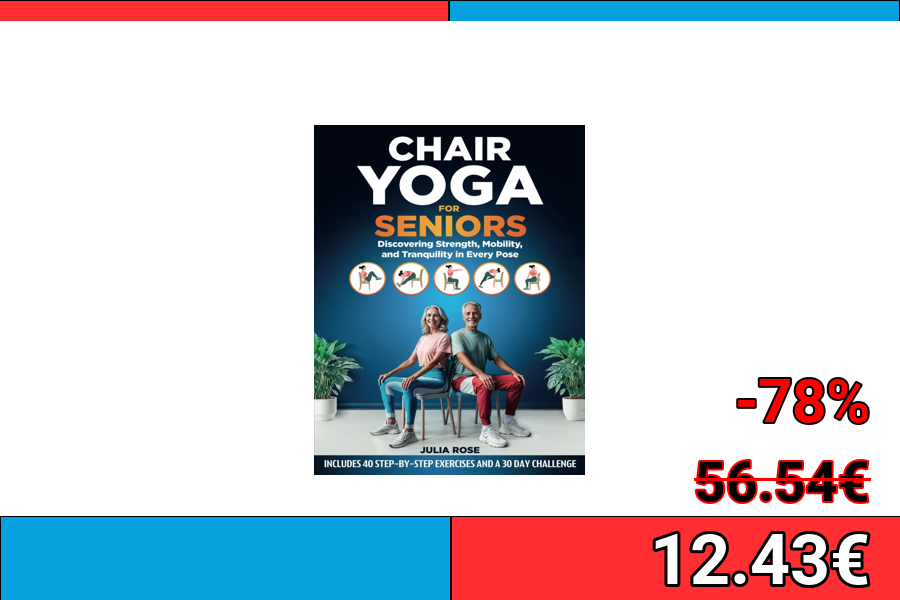 CHAIR
YOGA
FOR
SENIORS
Discovering Strength, Mobility,
and Tranquility in Every Pose
JULIA ROSE
INCLUDES 40 STEP-BY-STEP EXERCISES AND A 30 DAY CHALLENGE
-78%
56.54€
12.43€